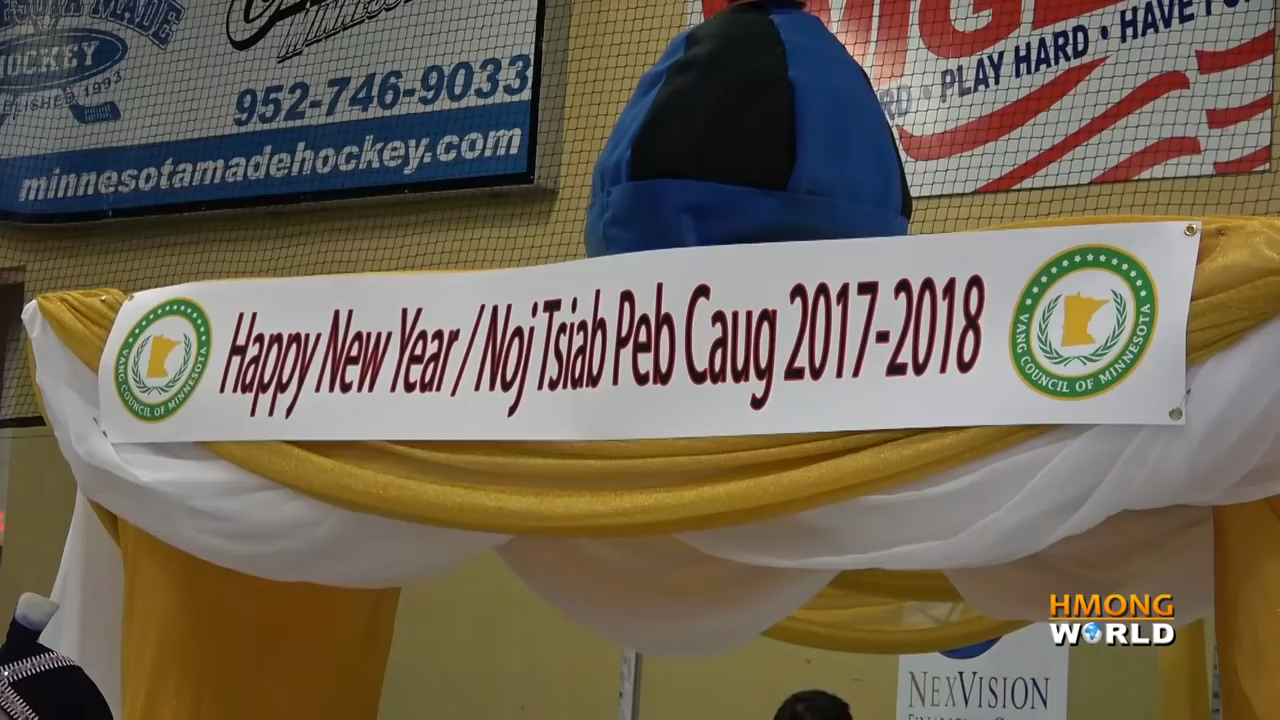 HOCKEY
952-746-9033
minnesotamadehockey.com
PLAY HARD • HAVE
Happy New Year / Noj Tsiab Peb Caug 2017-2018
VANG COUNCIL OF MINNESOTA
VANG COUNCIL OF MINNESOTA
HMONG
WORLD
NEXVISION